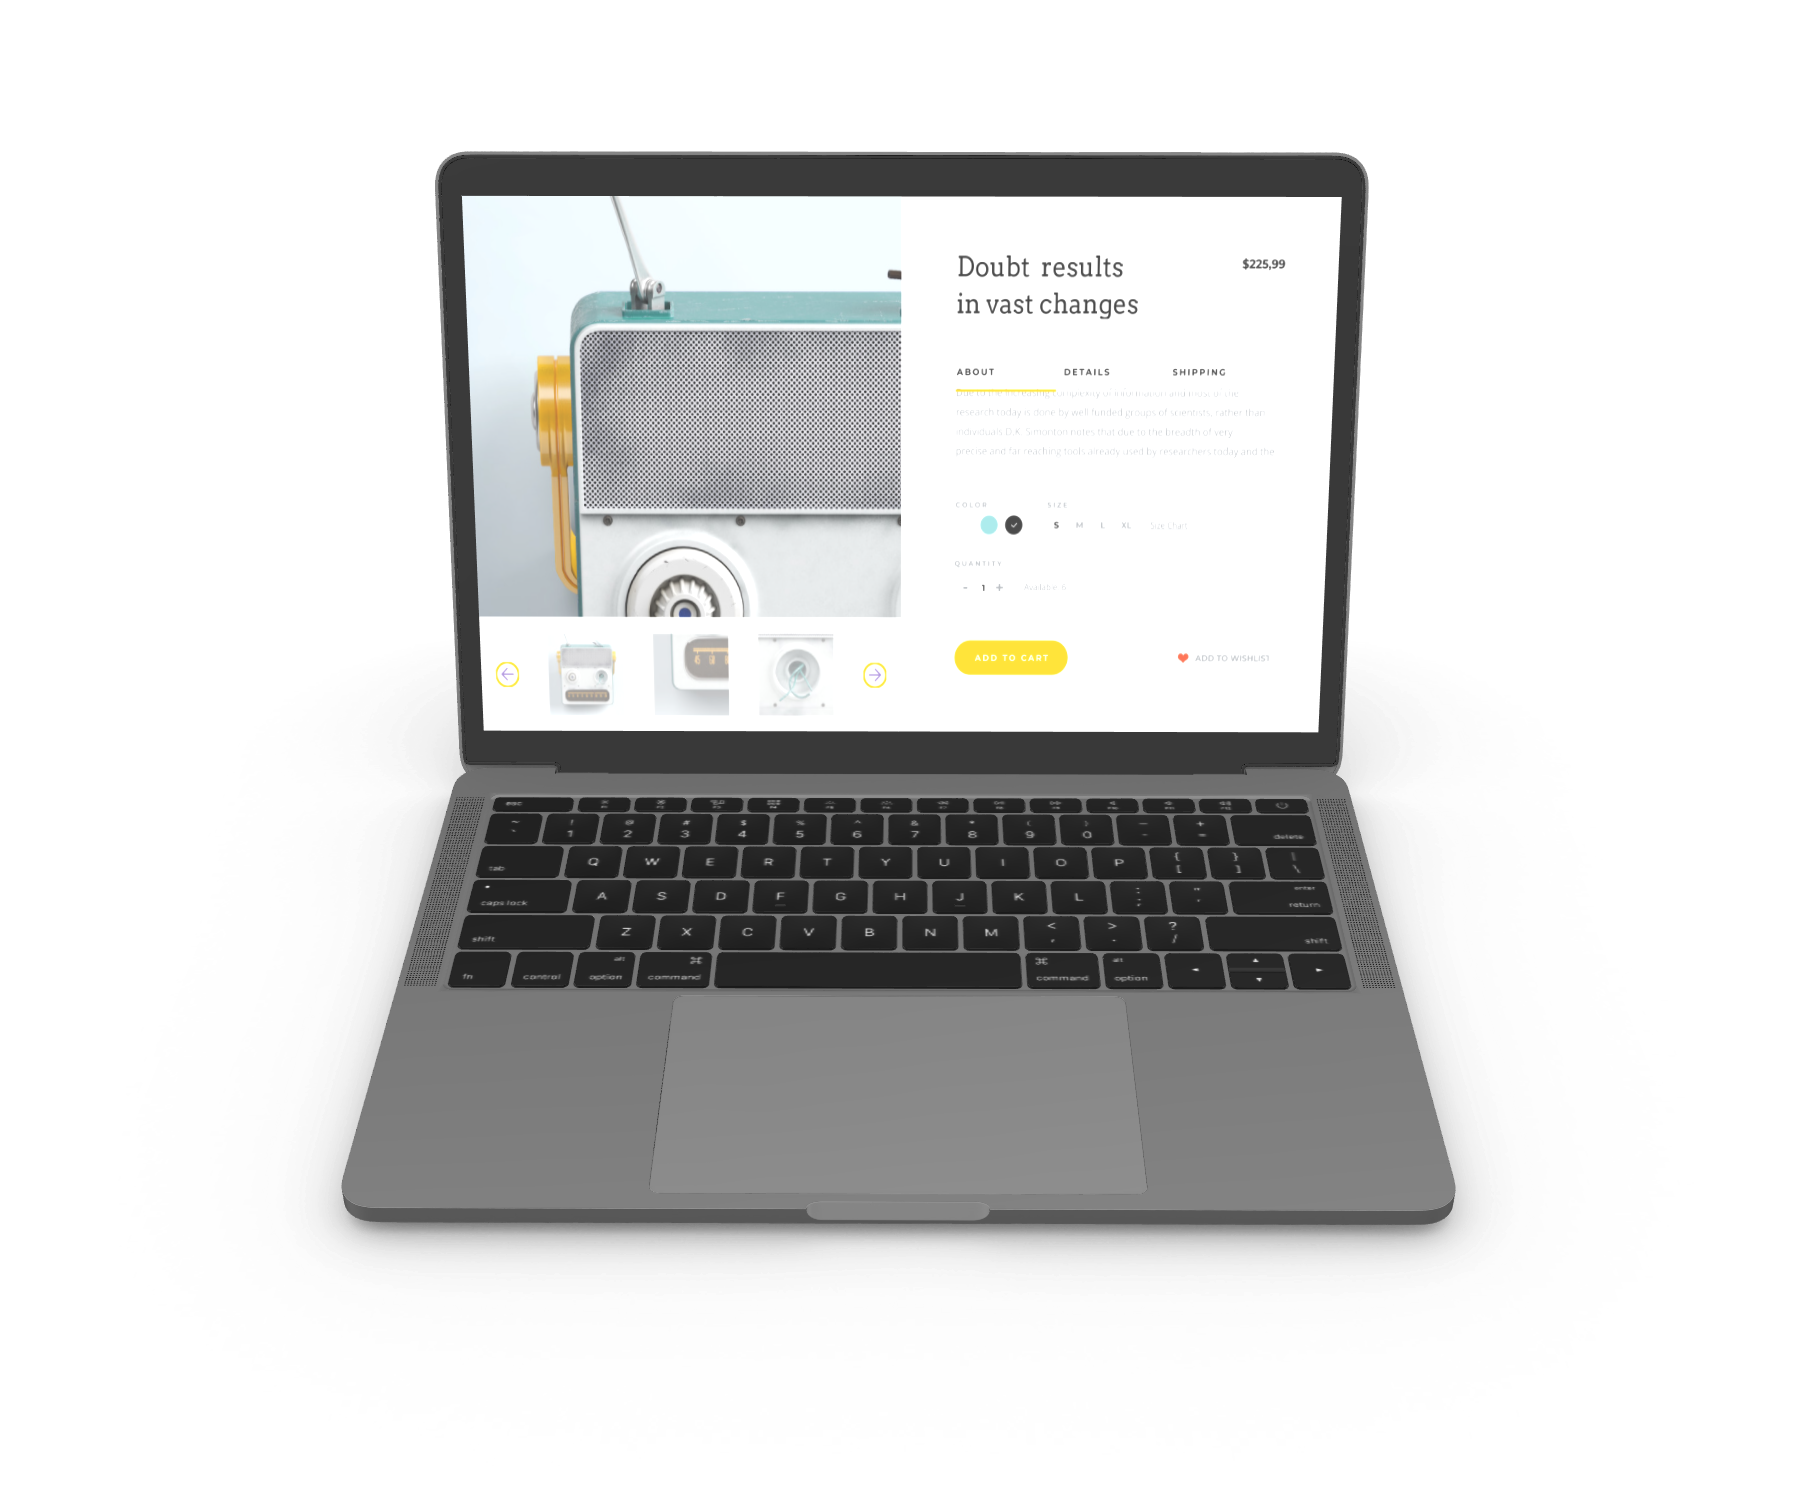 Doubt results
in vast changes
$225,99
ABOUT DETAILS SHIPPING
Due to the increasing complexity of information and most of the
research today is done by well funded groups of scientists, rather than
individuals D.K. Simonton notes that due to the breadth of very
precise and far reaching tools already used by researchers today and the
COLOR SIZE
S M L XL Size Chart
QUANTITY
- 1 + Available: 
ADD TO CART
ADD TO WISHLIST
esc
~ ! @ # $ % ^ & * ( ) — +
` 1 2 3 4 5 6 7 8 9 0 - = delete
tab Q W E R T Y U I O P { [ } ] | \
caps lock A S D F G H J K L : ; " ' enter return
shift Z X C V B N M < , > . ? / shift
fn control alt option ⌘ command ⌘ command alt option ◄ ▲ ▼ ►